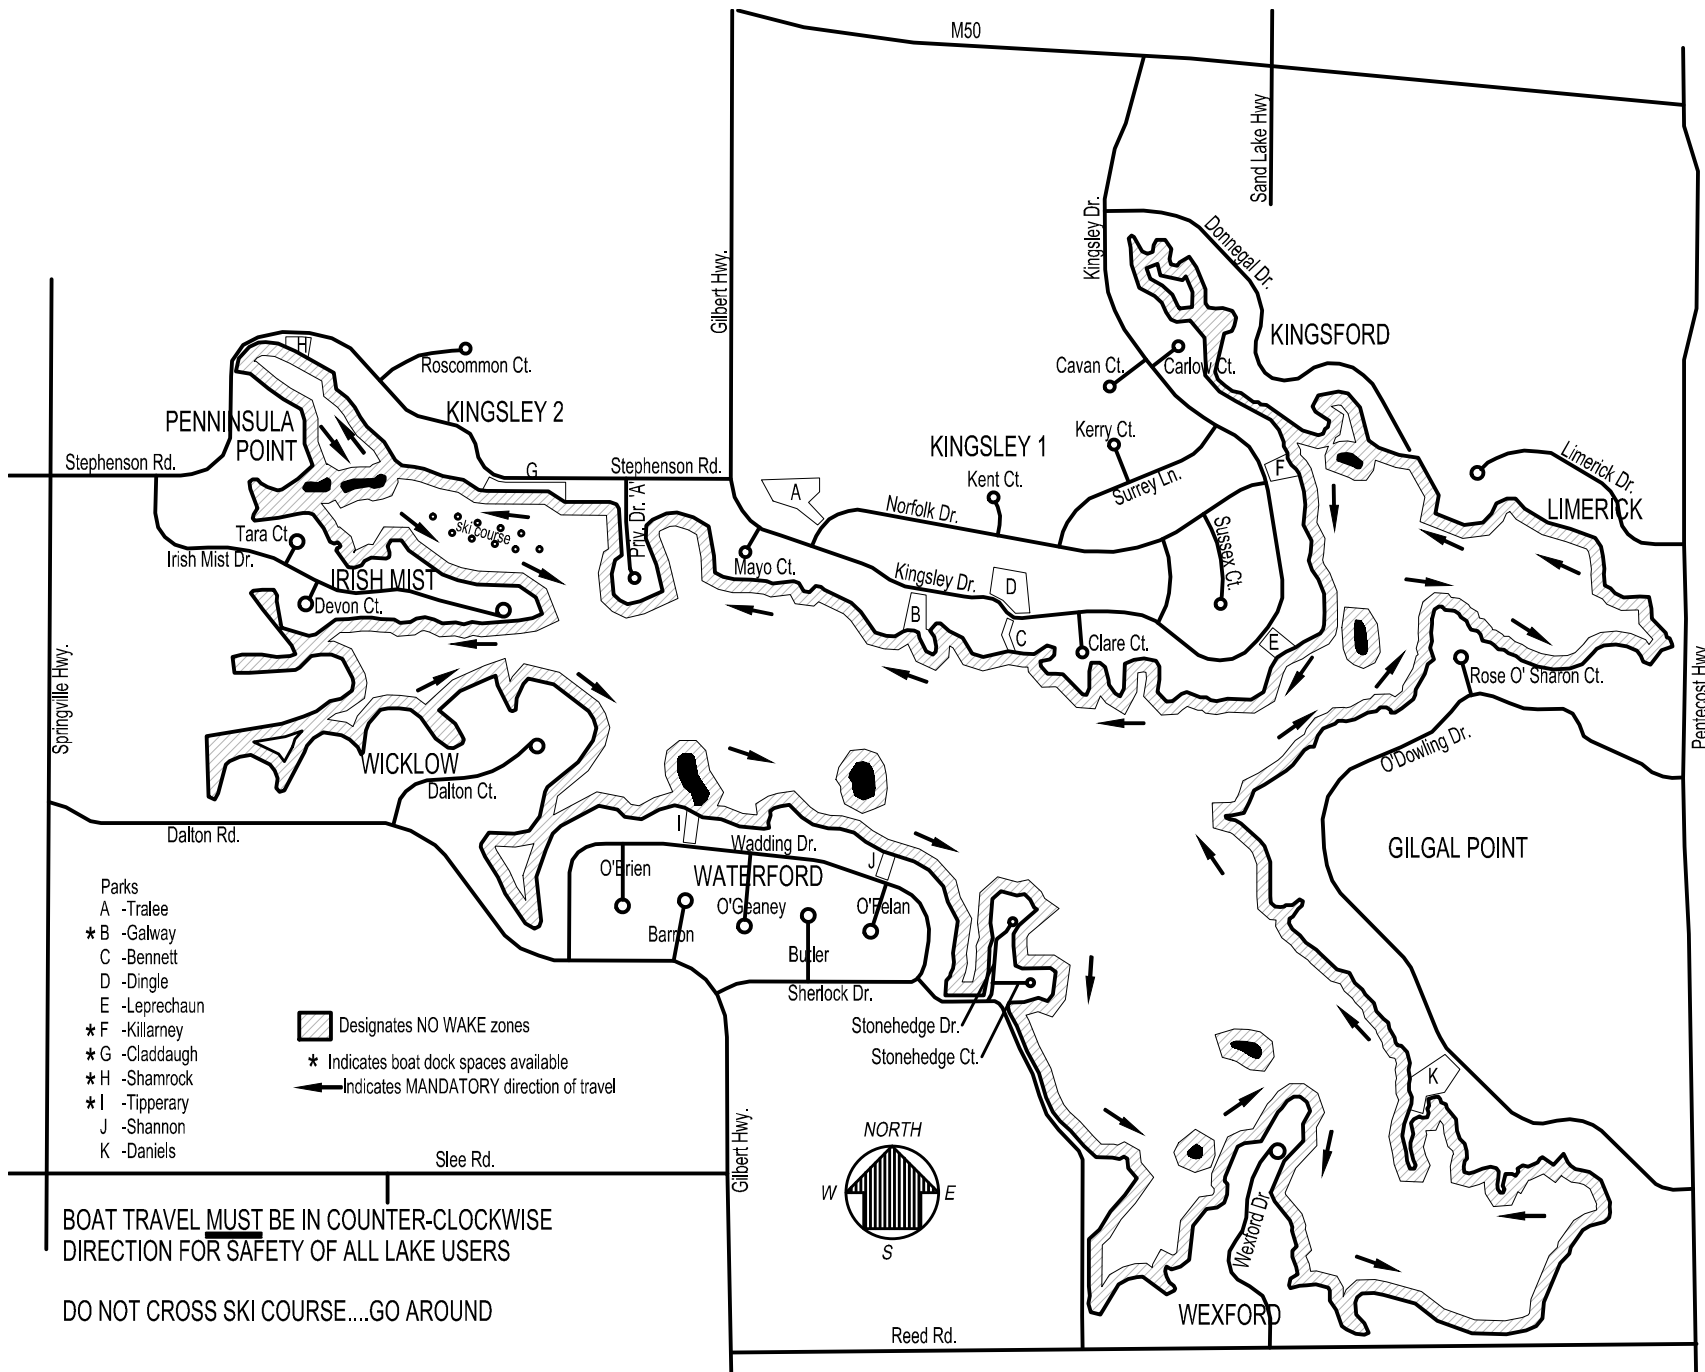 M50
Sand Lake Hwy
Kingsley Dr.
Donnegal Dr.
Gilbert Hwy.
KINGSFORD
H
Roscommon Ct.
Cavan Ct.
Carlow Ct.
KINGSLEY 2
PENNINSULA
POINT
Kerry Ct.
KINGSLEY 1
Stephenson Rd.
G
Stephenson Rd.
F
Kent Ct.
Surrey Ln.
Limerick Dr.
LIMERICK
A
Priv. Dr. 'A'
Norfolk Dr.
ski course
Tara Ct.
Irish Mist Dr.
Mayo Ct.
Sussex Ct.
IRISH MIST
Kingsley Dr.
D
Devon Ct.
B
C
Clare Ct.
E
Rose O' Sharon Ct.
Springville Hwy.
Pentecost Hwy
WICKLOW
O'Dowling Dr.
Dalton Ct.
Dalton Rd.
I
Wadding Dr.
J
GILGAL POINT
O'Brien
WATERFORD
O'Geaney
O'Felan
Barron
Butler
Sherlock Dr.
Stonehedge Dr.
Stonehedge Ct.
Parks
A -Tralee
* B -Galway
C -Bennett
D -Dingle
E -Leprechaun
* F -Killarney
* G -Claddaugh
* H -Shamrock
* I -Tipperary
J -Shannon
K -Daniels
Designates NO WAKE zones
* Indicates boat dock spaces available
Indicates MANDATORY direction of travel
K
Gilbert Hwy.
Slee Rd.
NORTH
W
E
S
Wexford Dr.
WEXFORD
Reed Rd.
BOAT TRAVEL MUST BE IN COUNTER-CLOCKWISE
DIRECTION FOR SAFETY OF ALL LAKE USERS
DO NOT CROSS SKI COURSE....GO AROUND